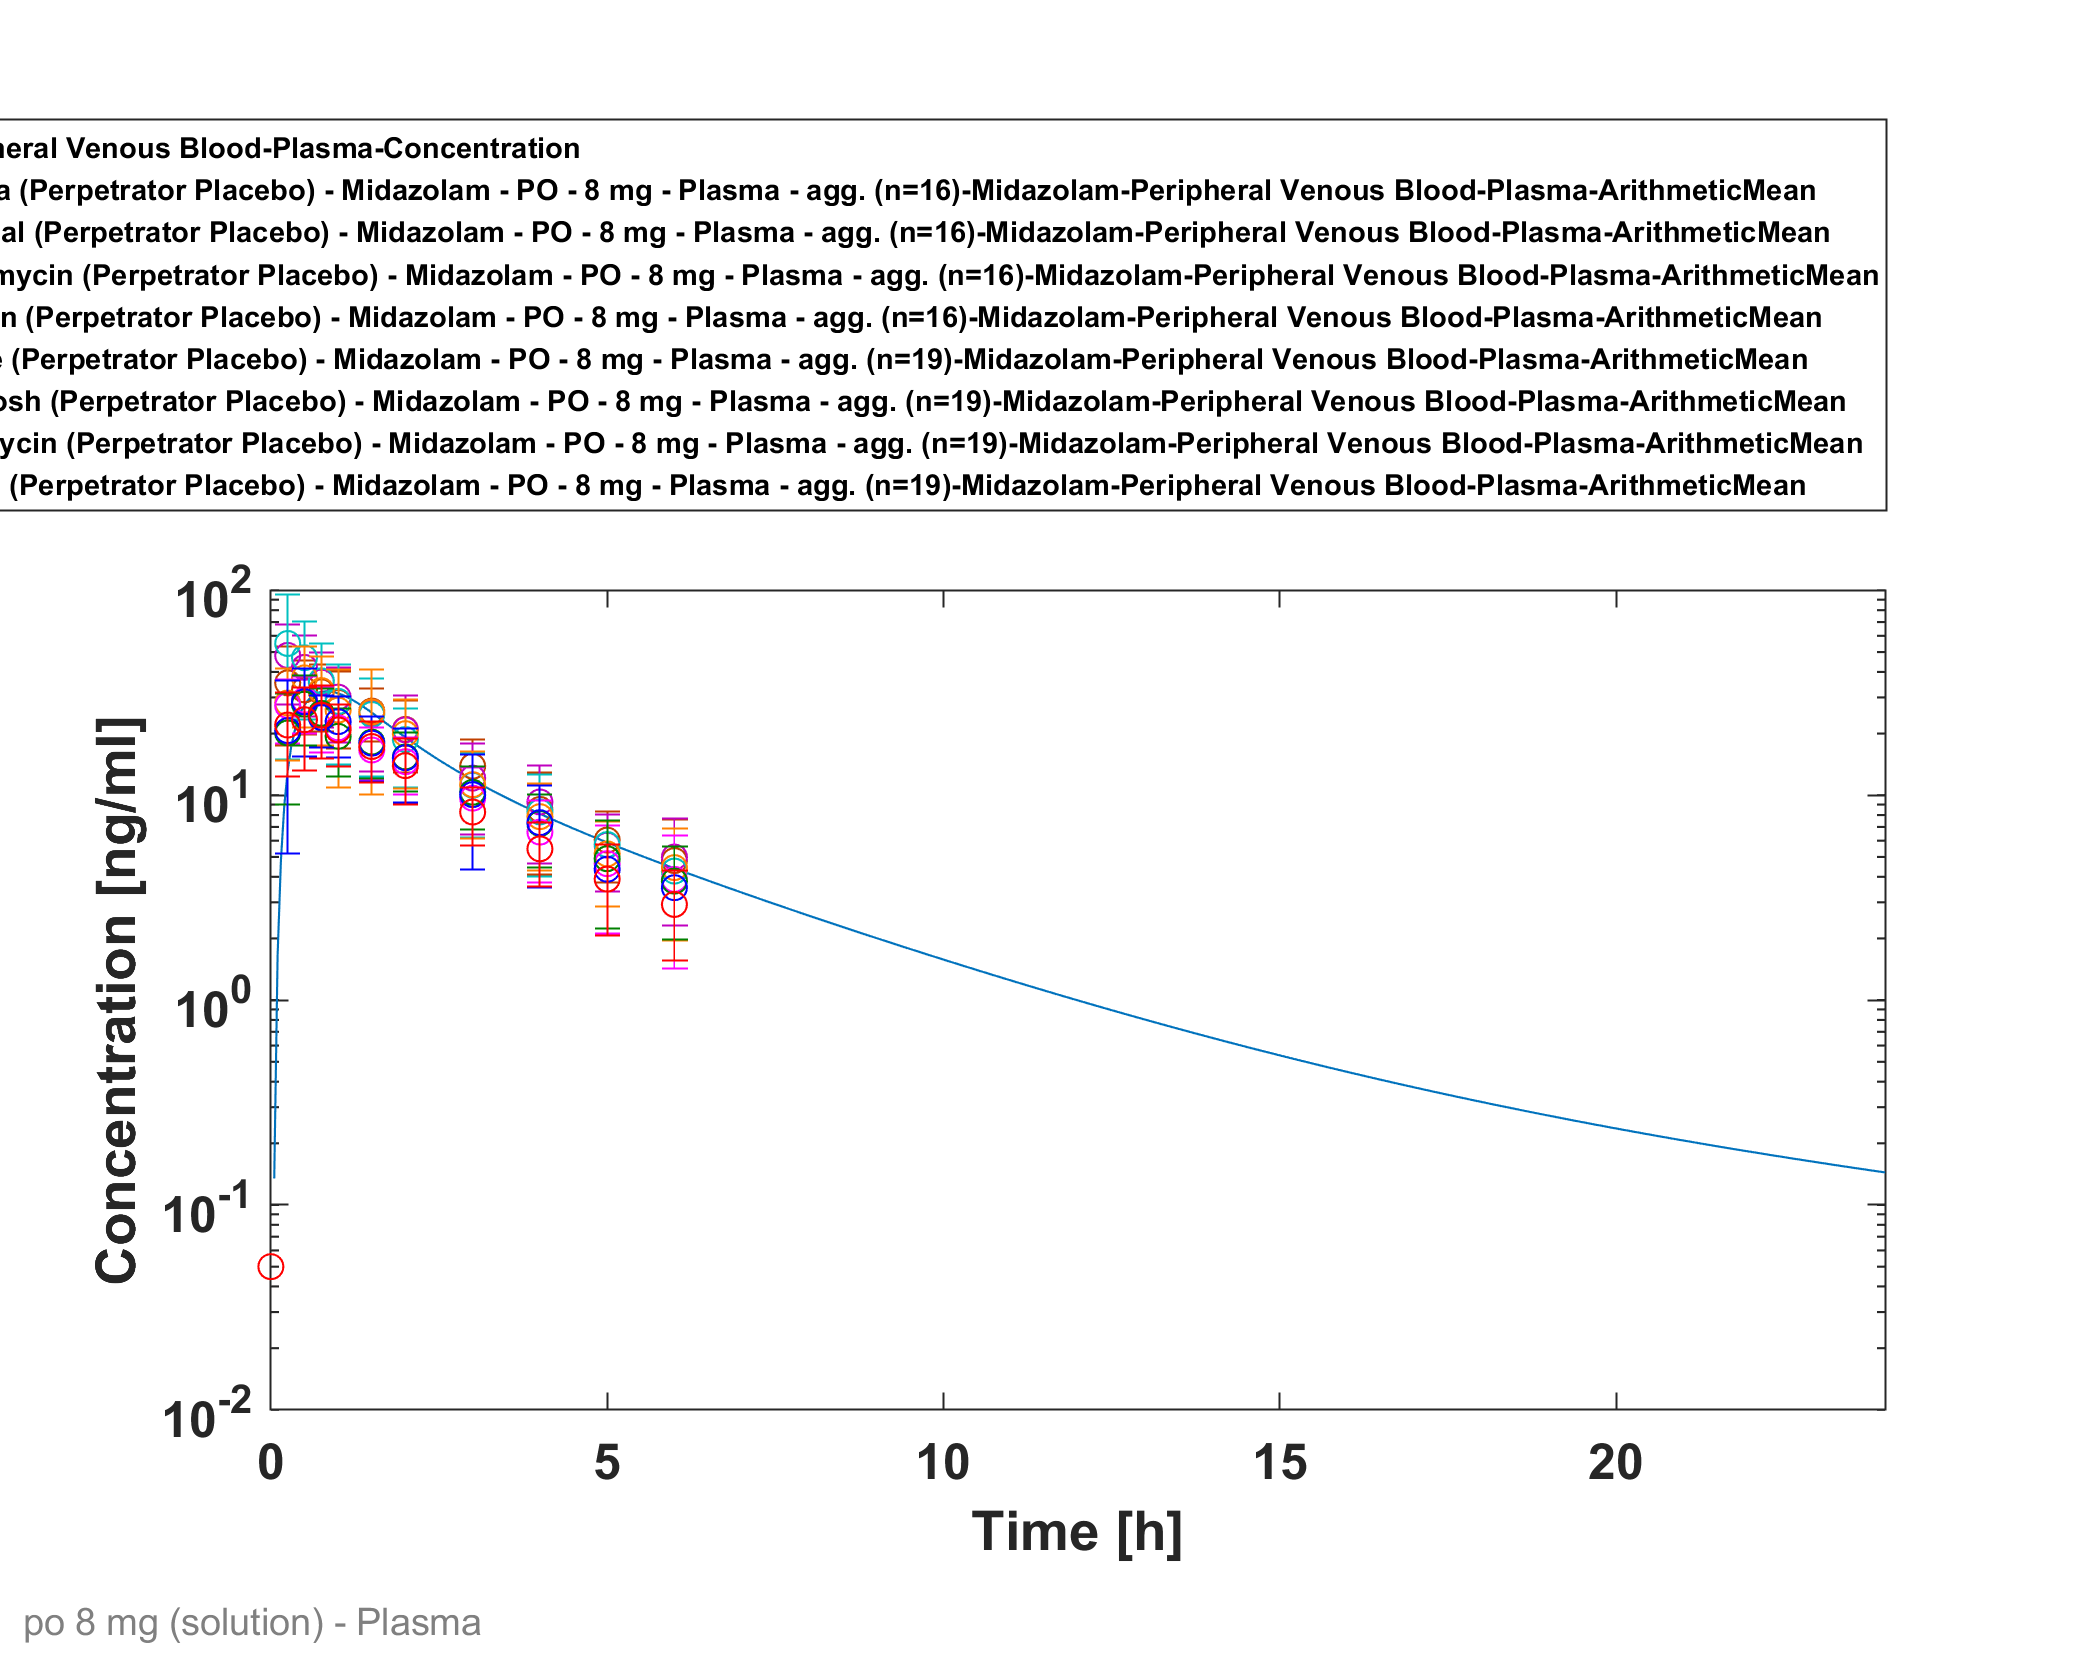 heral Venous Blood-Plasma-Concentration
a (Perpetrator Placebo) - Midazolam - PO - 8 mg - Plasma - agg. (n=16)-Midazolam-Peripheral Venous Blood-Plasma-ArithmeticMean
al (Perpetrator Placebo) - Midazolam - PO - 8 mg - Plasma - agg. (n=16)-Midazolam-Peripheral Venous Blood-Plasma-ArithmeticMean
mycin (Perpetrator Placebo) - Midazolam - PO - 8 mg - Plasma - agg. (n=16)-Midazolam-Peripheral Venous Blood-Plasma-ArithmeticMean
n (Perpetrator Placebo) - Midazolam - PO - 8 mg - Plasma - agg. (n=16)-Midazolam-Peripheral Venous Blood-Plasma-ArithmeticMean
e (Perpetrator Placebo) - Midazolam - PO - 8 mg - Plasma - agg. (n=19)-Midazolam-Peripheral Venous Blood-Plasma-ArithmeticMean
osh (Perpetrator Placebo) - Midazolam - PO - 8 mg - Plasma - agg. (n=19)-Midazolam-Peripheral Venous Blood-Plasma-ArithmeticMean
ycin (Perpetrator Placebo) - Midazolam - PO - 8 mg - Plasma - agg. (n=19)-Midazolam-Peripheral Venous Blood-Plasma-ArithmeticMean
(Perpetrator Placebo) - Midazolam - PO - 8 mg - Plasma - agg. (n=19)-Midazolam-Peripheral Venous Blood-Plasma-ArithmeticMean
10^2
10^1
10^0
10^-1
10^-2
Concentration [ng/ml]
0 5 10 15 20
Time [h]
po 8 mg (solution) - Plasma